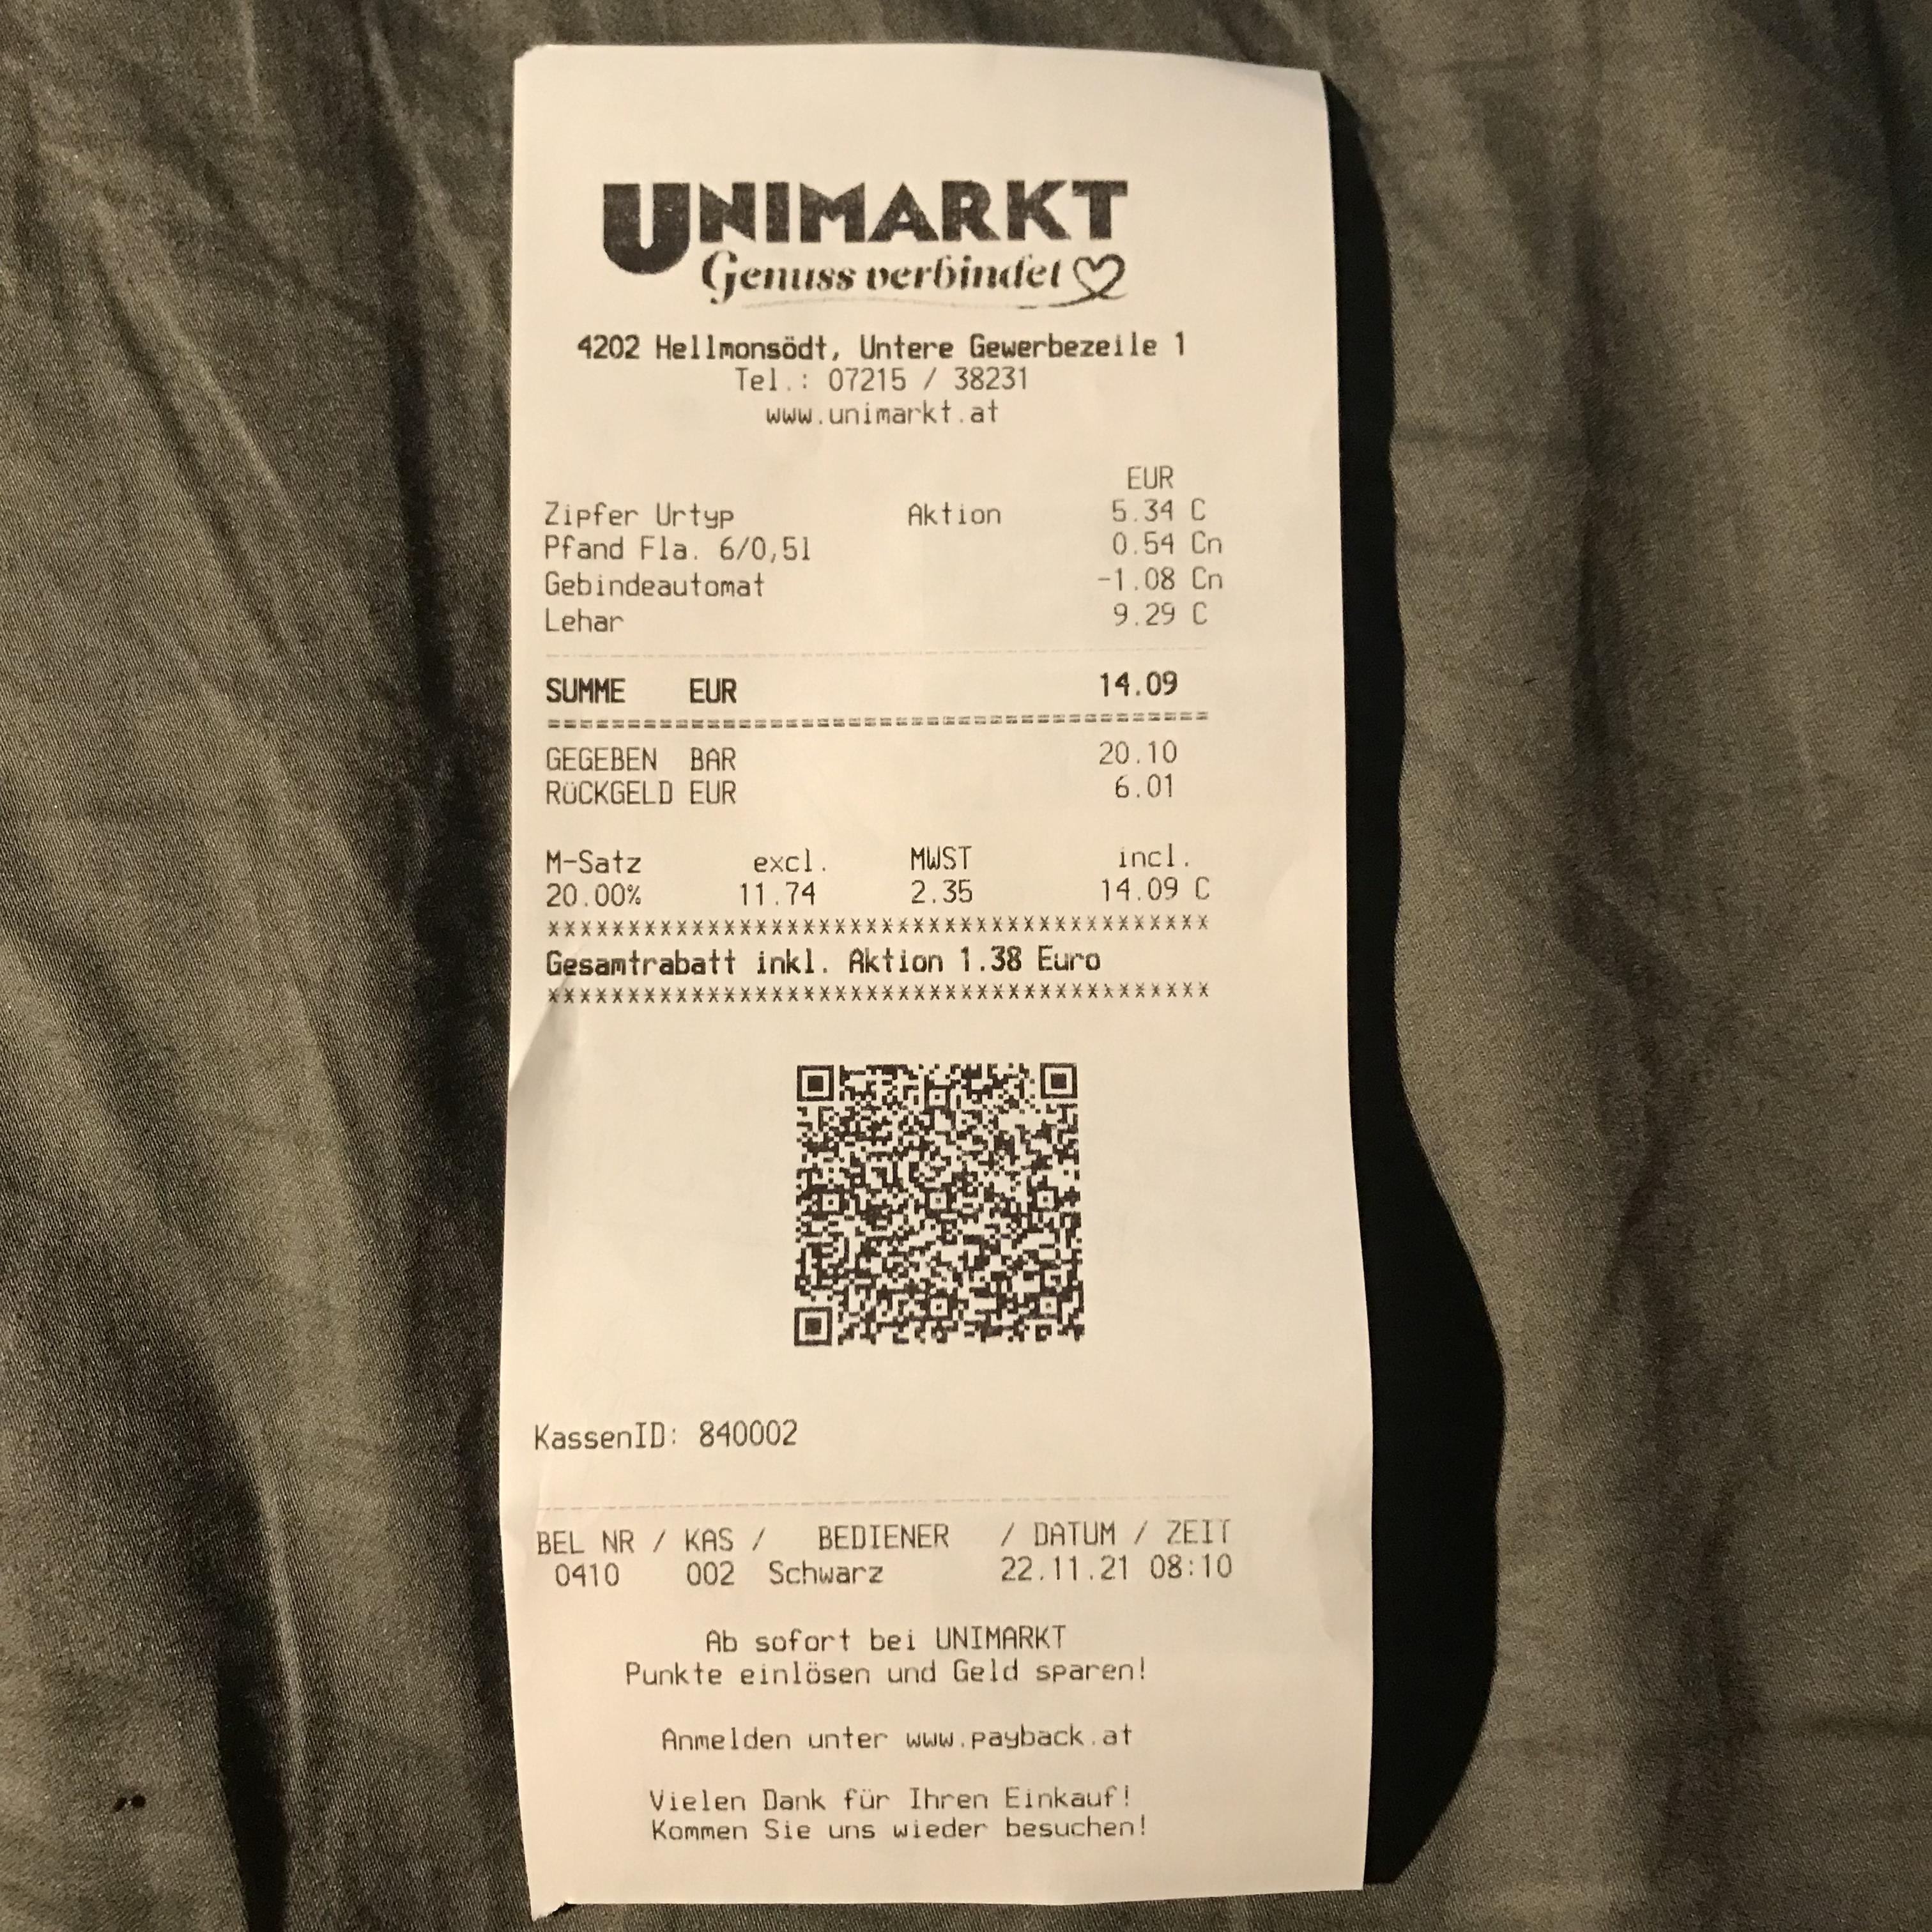 UNIMARKT
Genuss verbindet
4202 Hellmonsödt, Untere Gewerbezeile 1
Tel.: 07215 / 38231
www.unimarkt.at
EUR
Zipfer Urtyp Aktion 5.34 C
Pfand Fla. 6/0,5l 0.54 Cn
Gebindeautomat -1.08 Cn
Lehar 9.29 C
SUMME EUR 14.09
GEGEBEN BAR 20.10
RÜCKGELD EUR 6.01
M-Satz excl. MWST incl.
20.00% 11.74 2.35 14.09 C
******************************************
Gesamtrabatt inkl. Aktion 1.38 Euro
******************************************
KassenID: 840002
BEL NR / KAS / BEDIENER / DATUM / ZEIT
0410 002 Schwarz 22.11.21 08:10
Ab sofort bei UNIMARKT
Punkte einlösen und Geld sparen!
Anmelden unter www.payback.at
Vielen Dank für Ihren Einkauf!
Kommen Sie uns wieder besuchen!